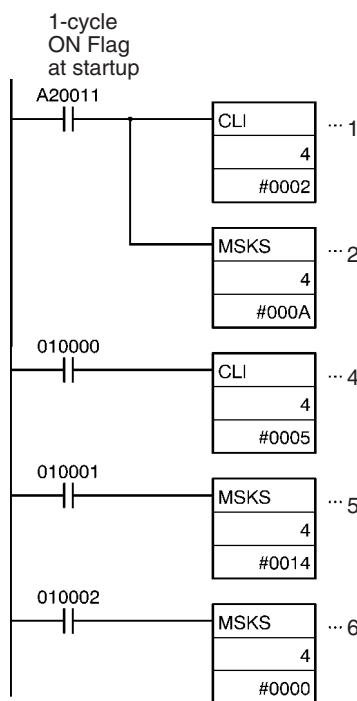 1-cycle
ON Flag
at startup
A20011
CLI
4
#0002
··· 1
MSKS
4
#000A
··· 2
010000
CLI
4
#0005
··· 4
010001
MSKS
4
#0014
··· 5
010002
MSKS
4
#0000
··· 6